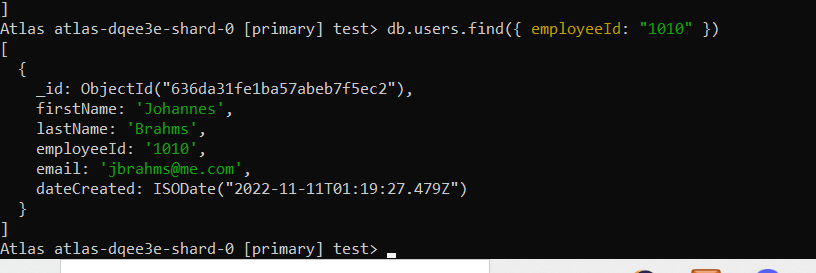 ]
Atlas atlas-dqee3e-shard-0 [primary] test> db.users.find({ employeeId: "1010" })
[
  {
    _id: ObjectId("636da31fe1ba57abeb7f5ec2"),
    firstName: 'Johannes',
    lastName: 'Brahms',
    employeeId: '1010',
    email: 'jbrahms@me.com',
    dateCreated: ISODate("2022-11-11T01:19:27.479Z")
  }
]
Atlas atlas-dqee3e-shard-0 [primary] test>